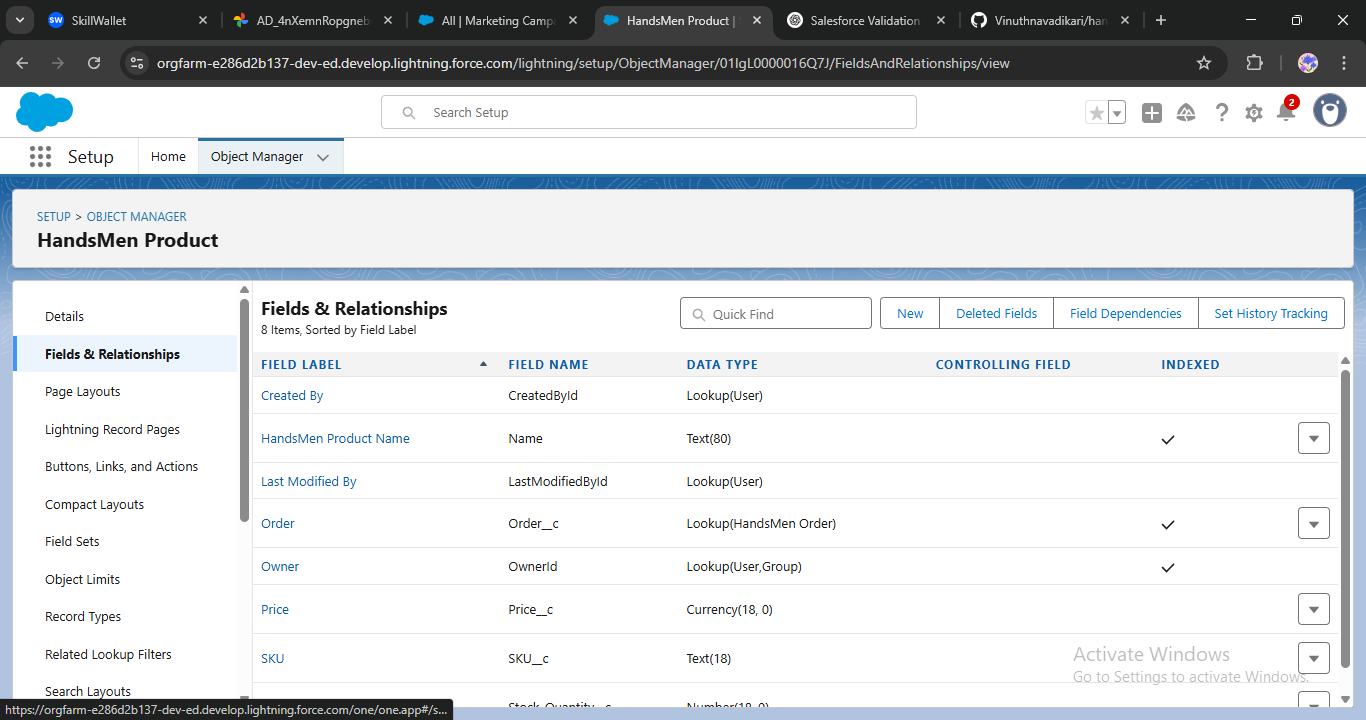 SW SkillWallet
AD_4nXemnRopgneb
All | Marketing Campa
HandsMen Product |
Salesforce Validation
Vinuthnavadikari/han
orgfarm-e286d2b137-dev-ed.develop.lightning.force.com/lightning/setup/ObjectManager/01IgL0000016Q7J/FieldsAndRelationships/view
Search Setup
2
Setup Home Object Manager
SETUP > OBJECT MANAGER
HandsMen Product
Details
Fields & Relationships
Page Layouts
Lightning Record Pages
Buttons, Links, and Actions
Compact Layouts
Field Sets
Object Limits
Record Types
Related Lookup Filters
Search Layouts
Fields & Relationships
8 Items, Sorted by Field Label
Quick Find
New Deleted Fields Field Dependencies Set History Tracking
FIELD LABEL FIELD NAME DATA TYPE CONTROLLING FIELD INDEXED
Created By CreatedById Lookup(User)
HandsMen Product Name Name Text(80)
Last Modified By LastModifiedById Lookup(User)
Order Order__c Lookup(HandsMen Order)
Owner OwnerId Lookup(User,Group)
Price Price__c Currency(18, 0)
SKU SKU__c Text(18)
Stock_Quantity__c Number(18, 0)
Activate Windows
Go to Settings to activate Windows.
https://orgfarm-e286d2b137-dev-ed.develop.lightning.force.com/one/one.app#/s...